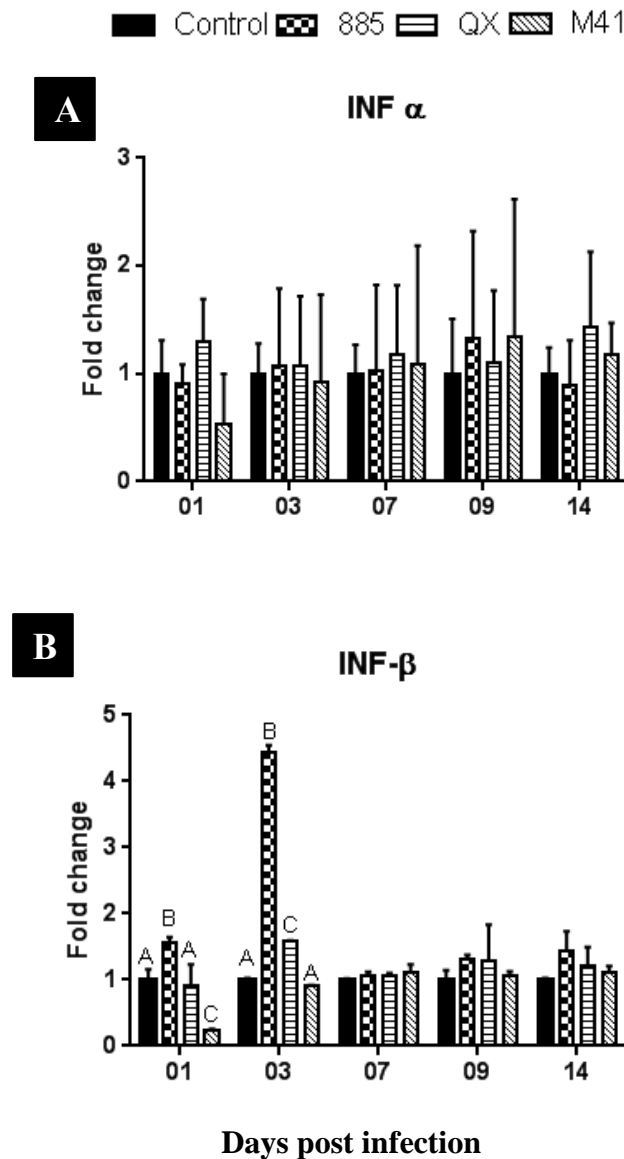 Control 885 QX M41
A
INF α
Fold change
3
2
1
0
01 03 07 09 14
B
INF-β
Fold change
5
4
3
2
1
0
B
B
A A C
A C A
01 03 07 09 14
Days post infection